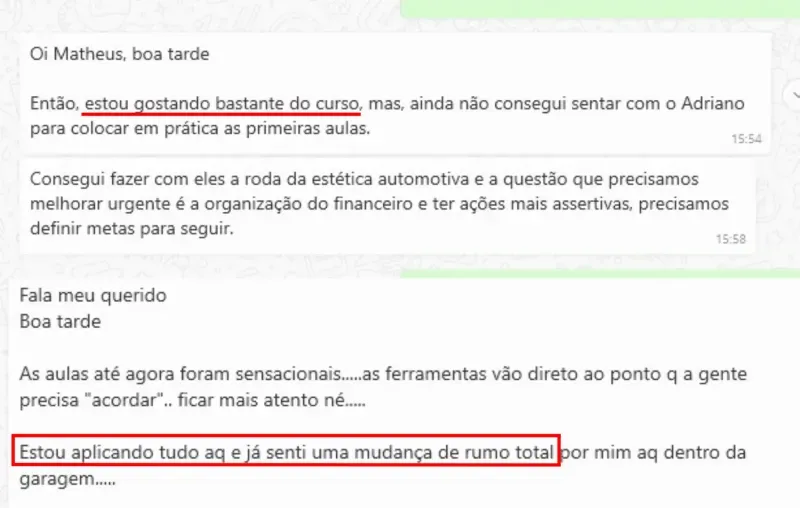 Oi Matheus, boa tarde
Então, estou gostando bastante do curso, mas, ainda não consegui sentar com o Adriano
para colocar em prática as primeiras aulas.
15:54
Consegui fazer com eles a roda da estética automotiva e a questão que precisamos
melhorar urgente é a organização do financeiro e ter ações mais assertivas, precisamos
definir metas para seguir.
15:58
Fala meu querido
Boa tarde
As aulas até agora foram sensacionais.....as ferramentas vão direto ao ponto q a gente
precisa "acordar".. ficar mais atento né.....
Estou aplicando tudo aq e já senti uma mudança de rumo total por mim aq dentro da
garagem.....